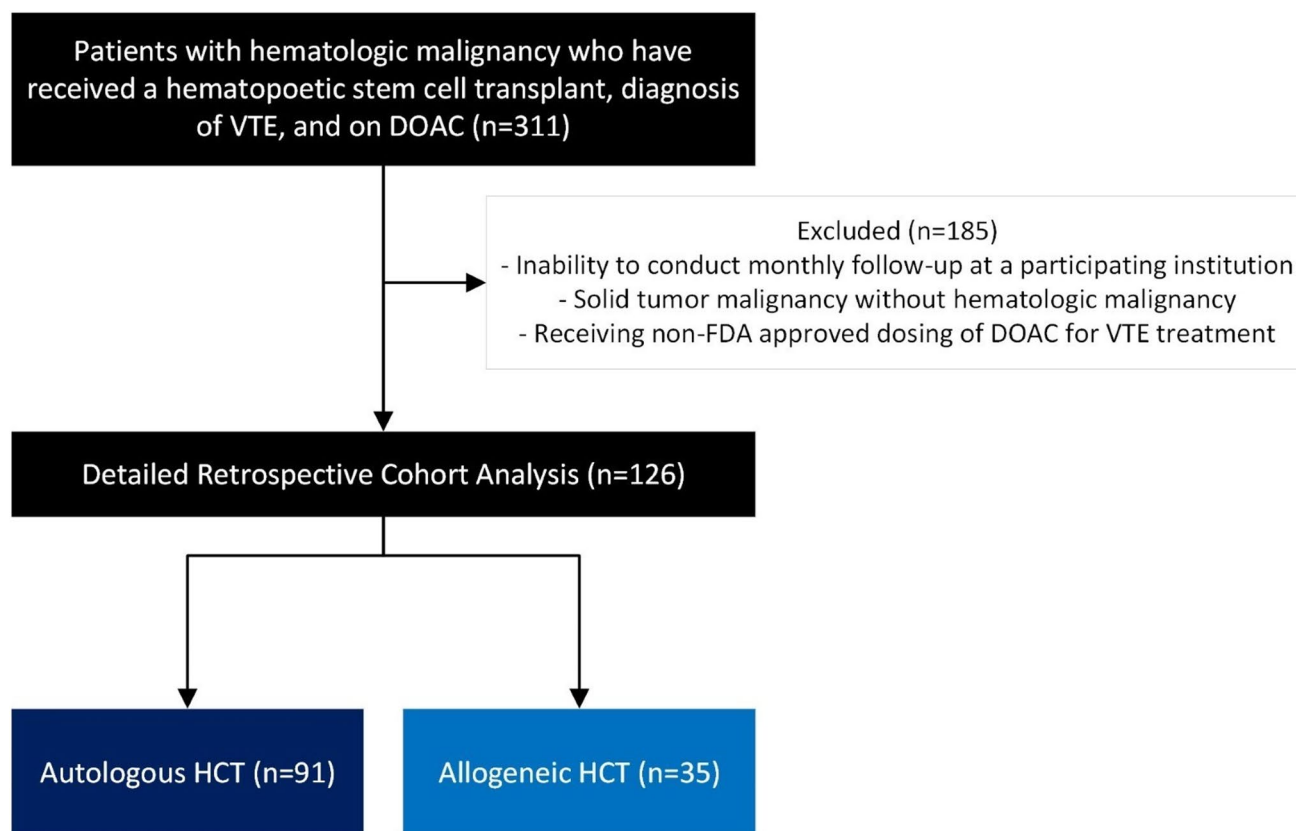 Patients with hematologic malignancy who have
received a hematopoetic stem cell transplant, diagnosis
of VTE, and on DOAC (n=311)
Excluded (n=185)
- Inability to conduct monthly follow-up at a participating institution
- Solid tumor malignancy without hematologic malignancy
- Receiving non-FDA approved dosing of DOAC for VTE treatment
Detailed Retrospective Cohort Analysis (n=126)
Autologous HCT (n=91)
Allogeneic HCT (n=35)